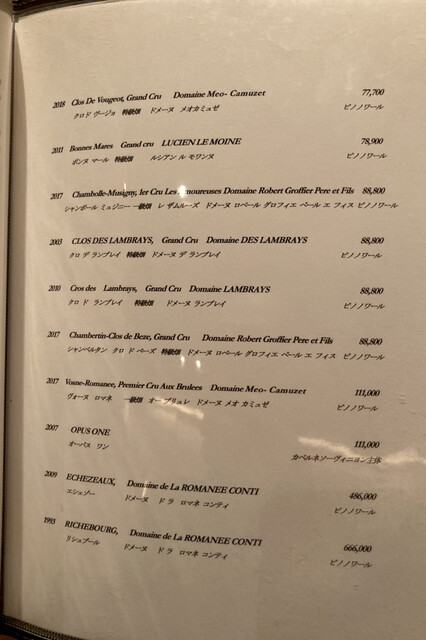 2018 Clos De Vougeot, Grand Cru Domaine Meo- Camuzet 77,700
クロ ド ヴージョ 特級畑 ドメーヌ メオカミュゼ ピノノワール
2011 Bonnes Mares Grand cru LUCIEN LE MOINE 78,900
ボンヌ マール 特級畑 ルシアン ル モワンヌ ピノノワール
2017 Chambolle-Musigny, 1er Cru Les Amoureuses Domaine Robert Groffier Pere et Fils 88,800
シャンボール ミュジニー 一級畑 レ ザムルーズ ドメーヌ ロベール グロフィエ ペール エ フィス ピノノワール
2003 CLOS DES LAMBRAYS, Grand Cru Domaine DES LAMBRAYS 88,800
クロ デ ランブレイ 特級畑 ドメーヌ デ ランブレイ ピノノワール
2010 Cros des Lambrays, Grand Cru Domaine LAMBRAYS 88,800
クロ ド ランブレイ 特級畑 ドメーヌ ランブレイ ピノノワール
2017 Chambertin-Clos de Beze, Grand Cru Domaine Robert Groffier Pere et Fils 88,800
シャンベルタン クロ ド ベーズ 特級畑 ドメーヌ ロベール グロフィエ ペール エ フィス ピノノワール
2017 Vosne-Romanee, Premier Cru Aux Brulees Domaine Meo- Camuzet 111,000
ヴォーヌ ロマネ 一級畑 オー ブリュレ ドメーヌ メオ カミュゼ ピノノワール
2007 OPUS ONE 111,000
オーパス ワン カベルネソーヴィニヨン主体
2009 ECHEZEAUX, Domaine de La ROMANEE CONTI 486,000
エシェゾー ドメーヌ ド ラ ロマネ コンティ ピノノワール
1993 RICHEBOURG, Domaine de La ROMANEE CONTI 666,000
リシュブール ドメーヌ ド ラ ロマネ コンティ ピノノワール